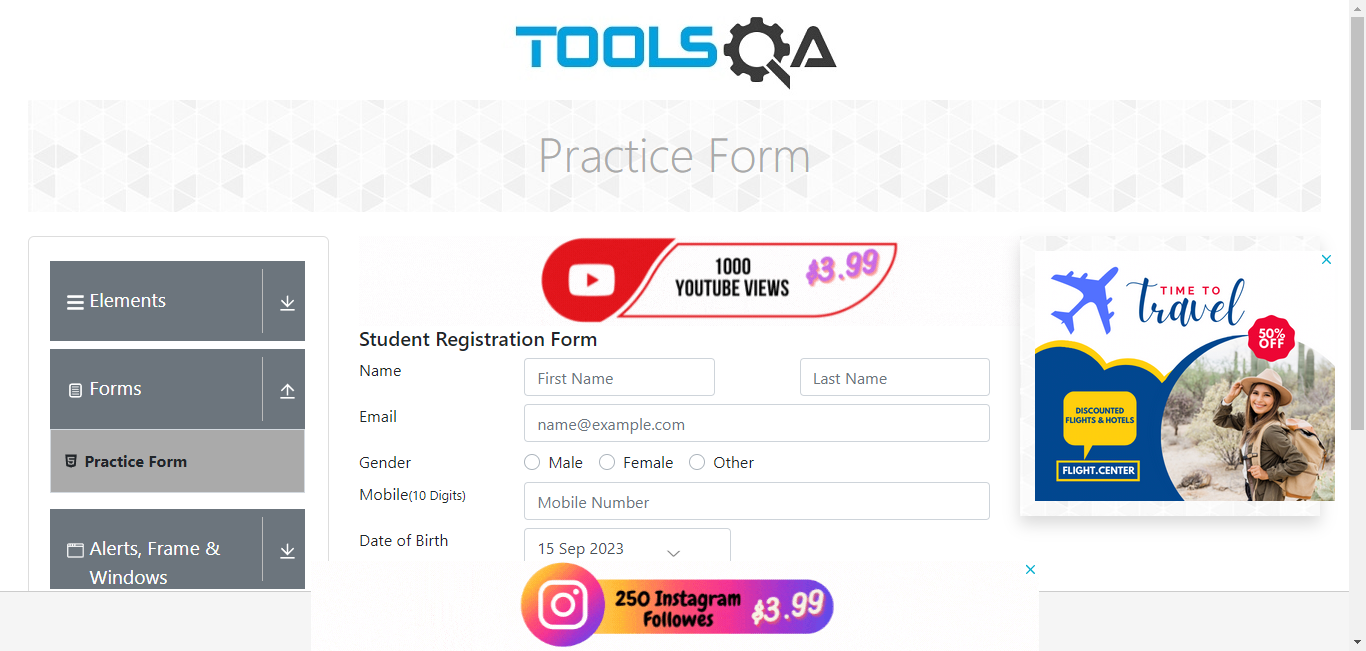 TOOLSQA
Practice Form
Elements
Forms
Practice Form
Alerts, Frame &
Windows
1000
YOUTUBE VIEWS
$3.99
Student Registration Form
Name
First Name
Last Name
Email
name@example.com
Gender
Male
Female
Other
Mobile(10 Digits)
Mobile Number
Date of Birth
15 Sep 2023
TIME TO
travel
50%
OFF
DISCOUNTED
FLIGHTS & HOTELS
FLIGHT.CENTER
250 Instagram
Followes
$3.99